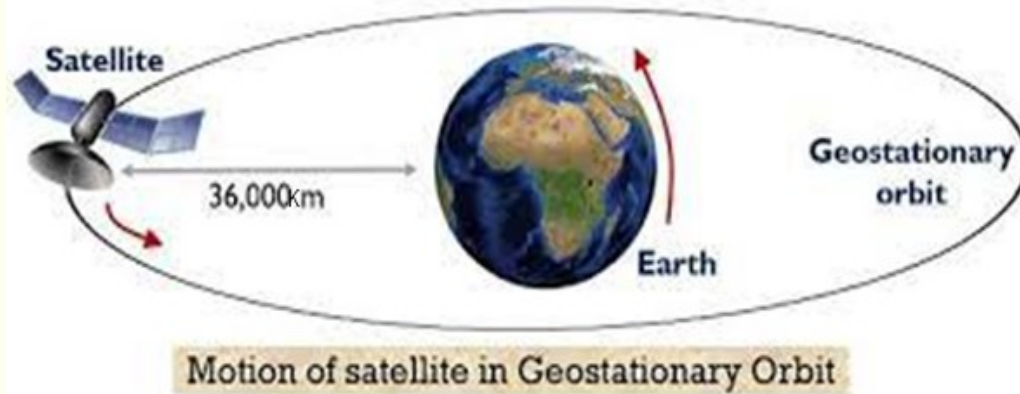 Satellite
36,000km
Geostationary
orbit
Earth
Motion of satellite in Geostationary Orbit